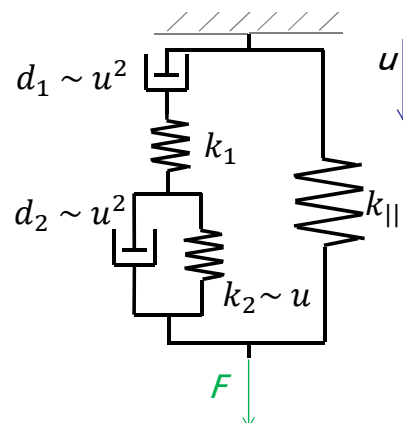 u
d₁ ~ u²
k₁
d₂ ~ u²
k||
k₂~ u
F